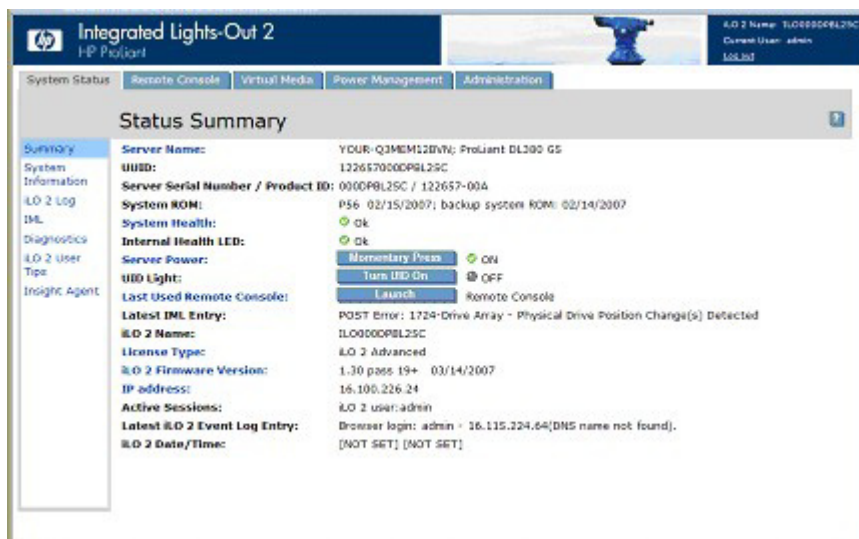 hp
Integrated Lights-Out 2
HP ProLiant
iLO 2 Name: ILO000DPBL2SC
Current User: admin
Log out
System Status
Remote Console
Virtual Media
Power Management
Administration
Status Summary
?
Summary
System Information
iLO 2 Log
IML
Diagnostics
iLO 2 User Tips
Insight Agent
Server Name: YOUR-Q3MEM12BVN; ProLiant DL380 G5
UUID: 122657000DPBL2SC
Server Serial Number / Product ID: 000DPBL2SC / 122657-00A
System ROM: P56 02/15/2007; backup system ROM: 02/14/2007
System Health: Ok
Internal Health LED: Ok
Server Power: Momentary Press ON
UID Light: Turn UID On OFF
Last Used Remote Console: Launch Remote Console
Latest IML Entry: POST Error: 1724-Drive Array - Physical Drive Position Change(s) Detected
iLO 2 Name: ILO000DPBL2SC
License Type: iLO 2 Advanced
iLO 2 Firmware Version: 1.30 pass 19+ 03/14/2007
IP address: 16.100.226.24
Active Sessions: iLO 2 user:admin
Latest iLO 2 Event Log Entry: Browser login: admin - 16.115.224.64(DNS name not found).
iLO 2 Date/Time: [NOT SET] [NOT SET]